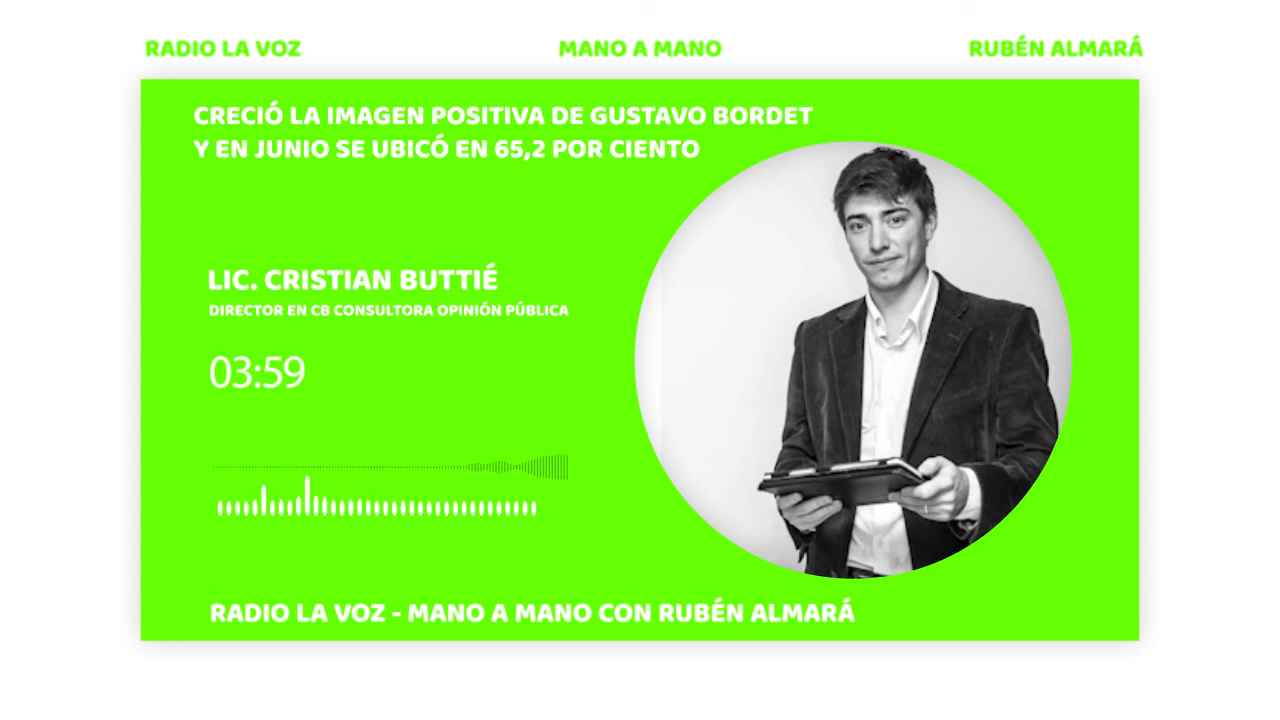 RADIO LA VOZ
MANO A MANO
RUBÉN ALMARÁ
CRECIÓ LA IMAGEN POSITIVA DE GUSTAVO BORDET
Y EN JUNIO SE UBICÓ EN 65,2 POR CIENTO
LIC. CRISTIAN BUTTIÉ
DIRECTOR EN CB CONSULTORA OPINIÓN PÚBLICA
03:59
RADIO LA VOZ - MANO A MANO CON RUBÉN ALMARÁ